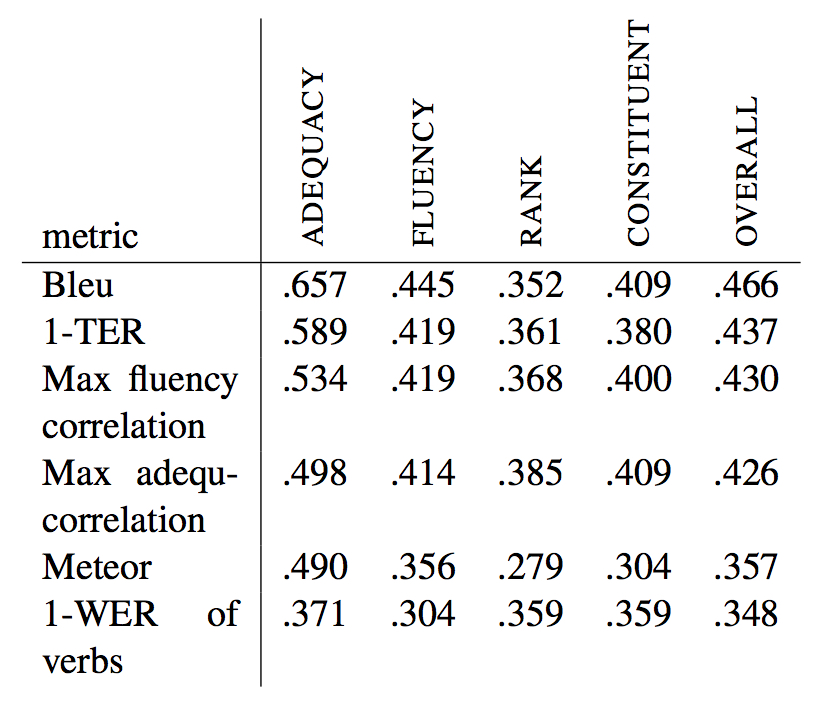 metric ADEQUACY FLUENCY RANK CONSTITUENT OVERALL
Bleu .657 .445 .352 .409 .466
1-TER .589 .419 .361 .380 .437
Max fluency .534 .419 .368 .400 .430
correlation
Max adequ- .498 .414 .385 .409 .426
correlation
Meteor .490 .356 .279 .304 .357
1-WER of .371 .304 .359 .359 .348
verbs